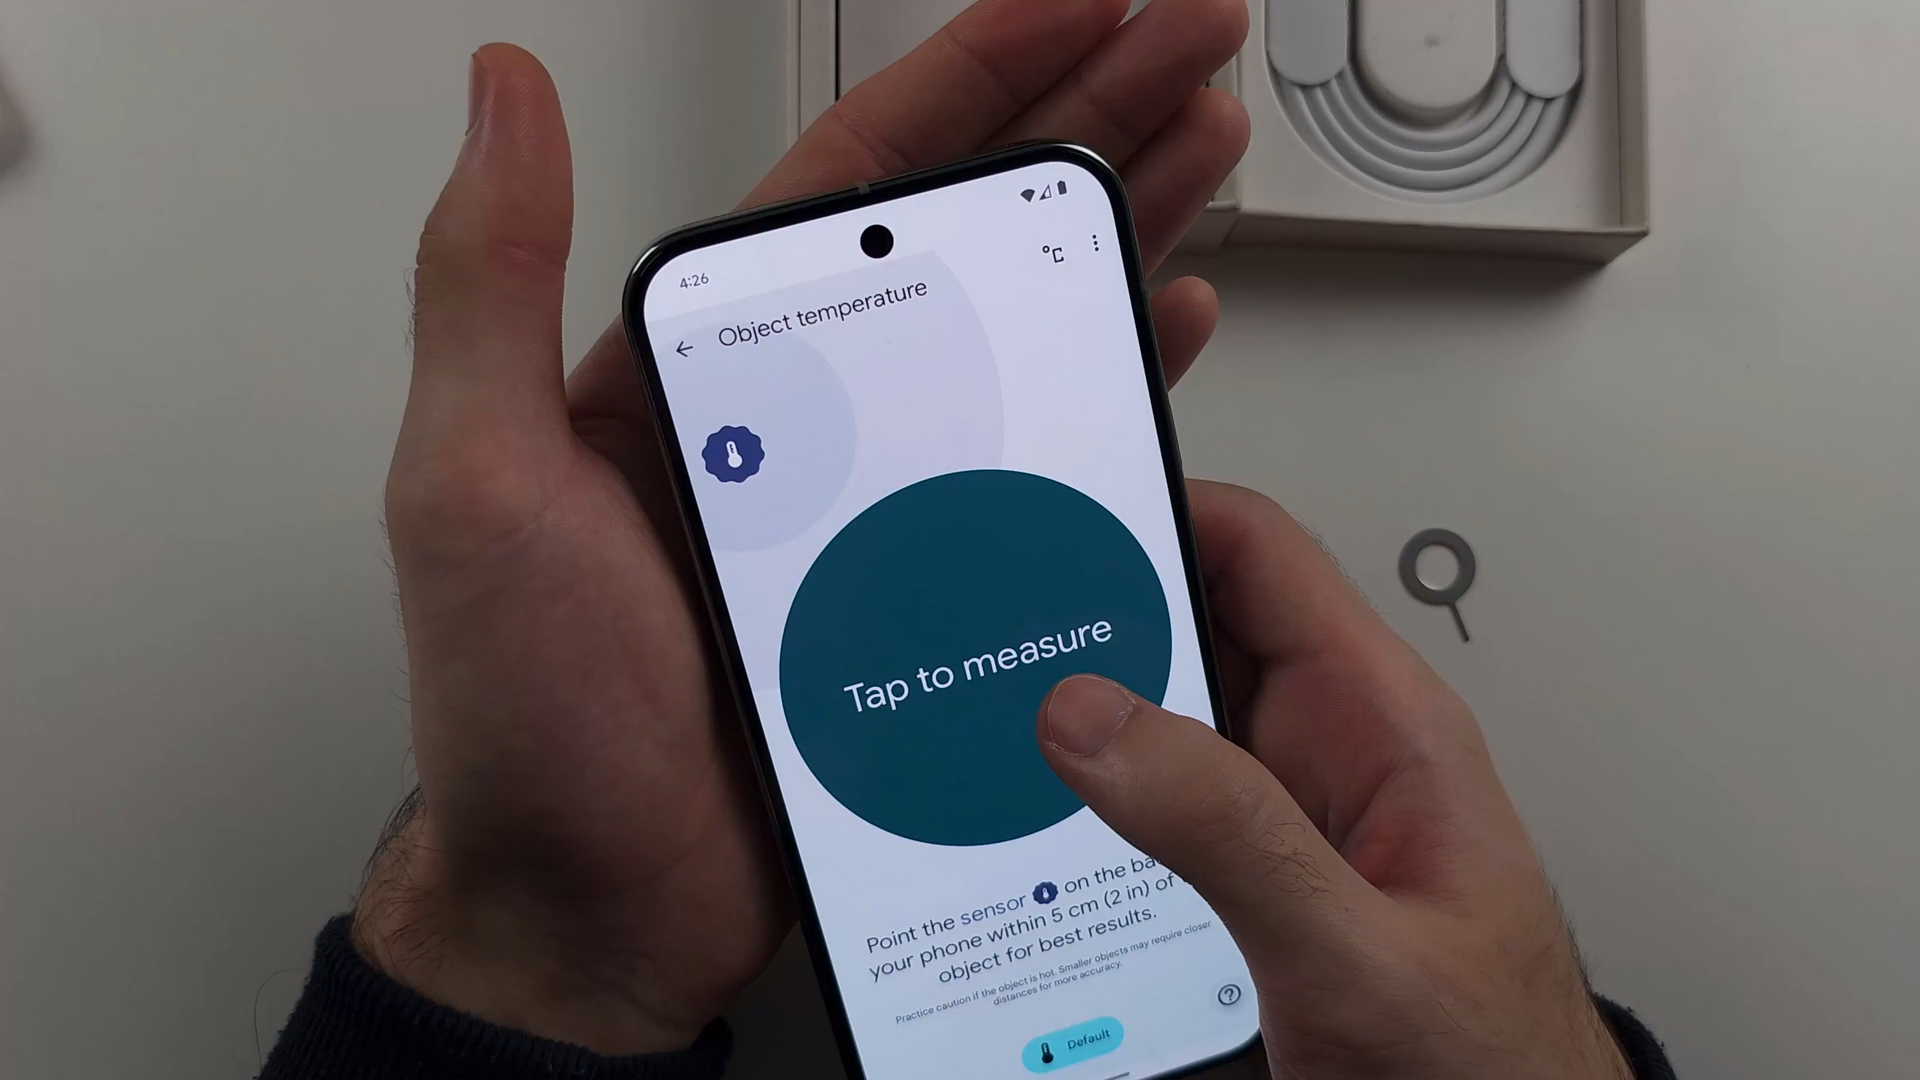 4:26
°C
Object temperature
Tap to measure
Point the sensor on the
your phone within 5 cm (2 in) of
object for best results.
Practice caution if the object is hot. Smaller objects may require closer
distances for more accuracy.
Default